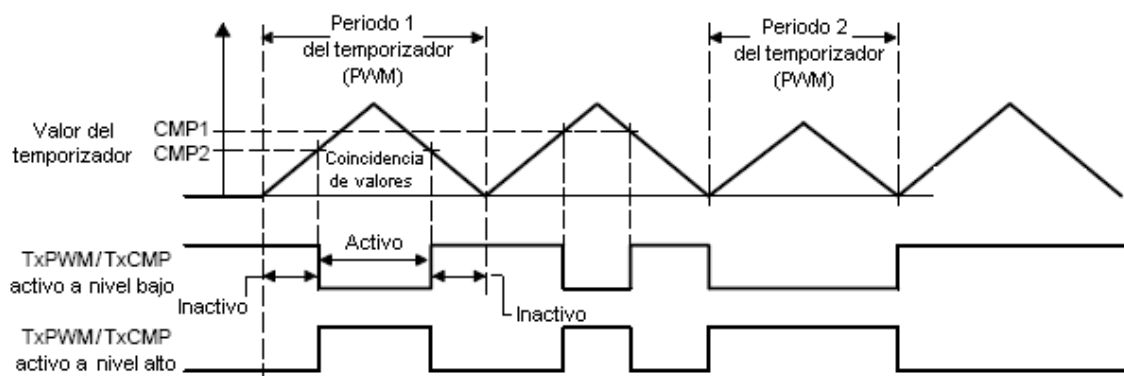 Periodo 1
del temporizador
(PWM)
Periodo 2
del temporizador
(PWM)
Valor del
temporizador
CMP1
CMP2
Coincidencia
de valores
TxPWM/TxCMP
activo a nivel bajo
Activo
Inactivo
Inactivo
TxPWM/TxCMP
activo a nivel alto